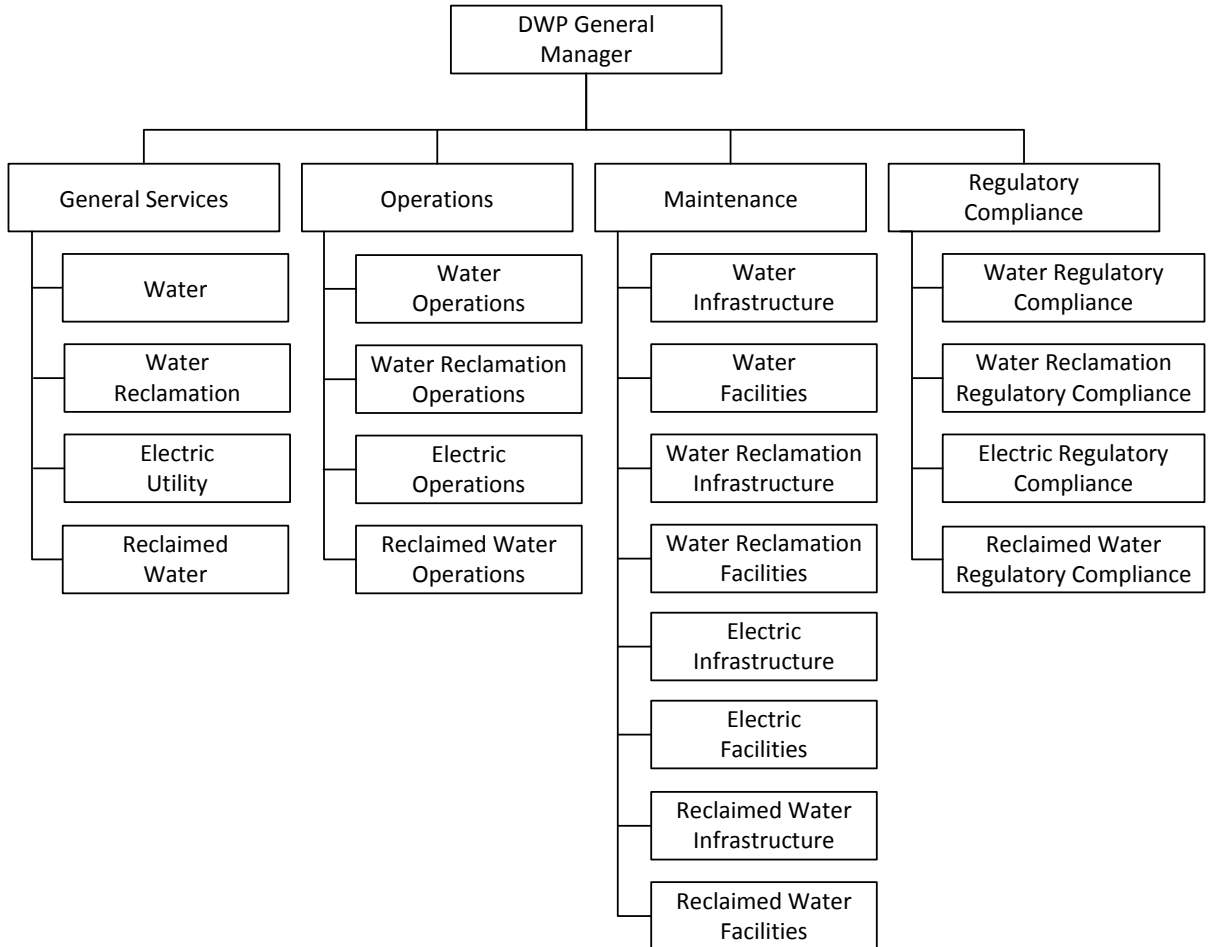 DWP General
Manager
General Services
Operations
Maintenance
Regulatory
Compliance
Water
Water
Reclamation
Electric
Utility
Reclaimed
Water
Water
Operations
Water Reclamation
Operations
Electric
Operations
Reclaimed Water
Operations
Water
Infrastructure
Water
Facilities
Water Reclamation
Infrastructure
Water Reclamation
Facilities
Electric
Infrastructure
Electric
Facilities
Reclaimed Water
Infrastructure
Reclaimed Water
Facilities
Water Regulatory
Compliance
Water Reclamation
Regulatory Compliance
Electric Regulatory
Compliance
Reclaimed Water
Regulatory Compliance